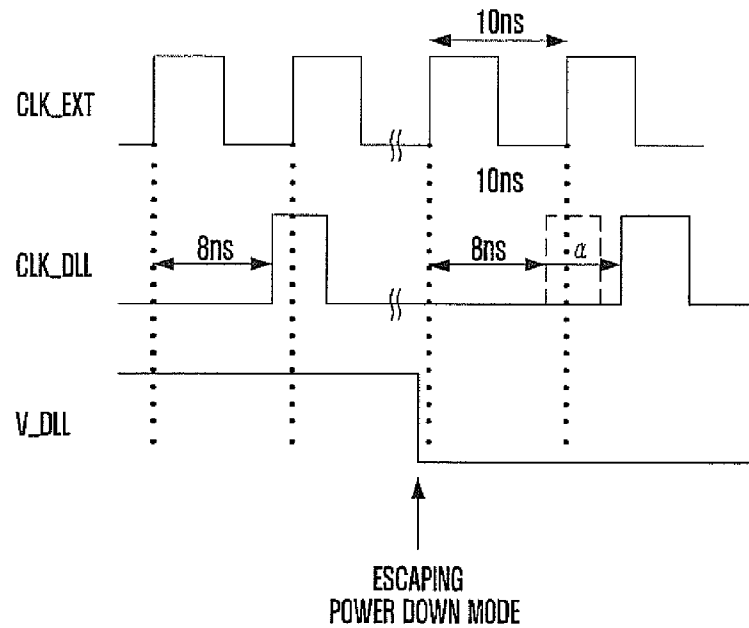 10ns
CLK_EXT
10ns
CLK_DLL
8ns
8ns
α
V_DLL
ESCAPING
POWER DOWN MODE